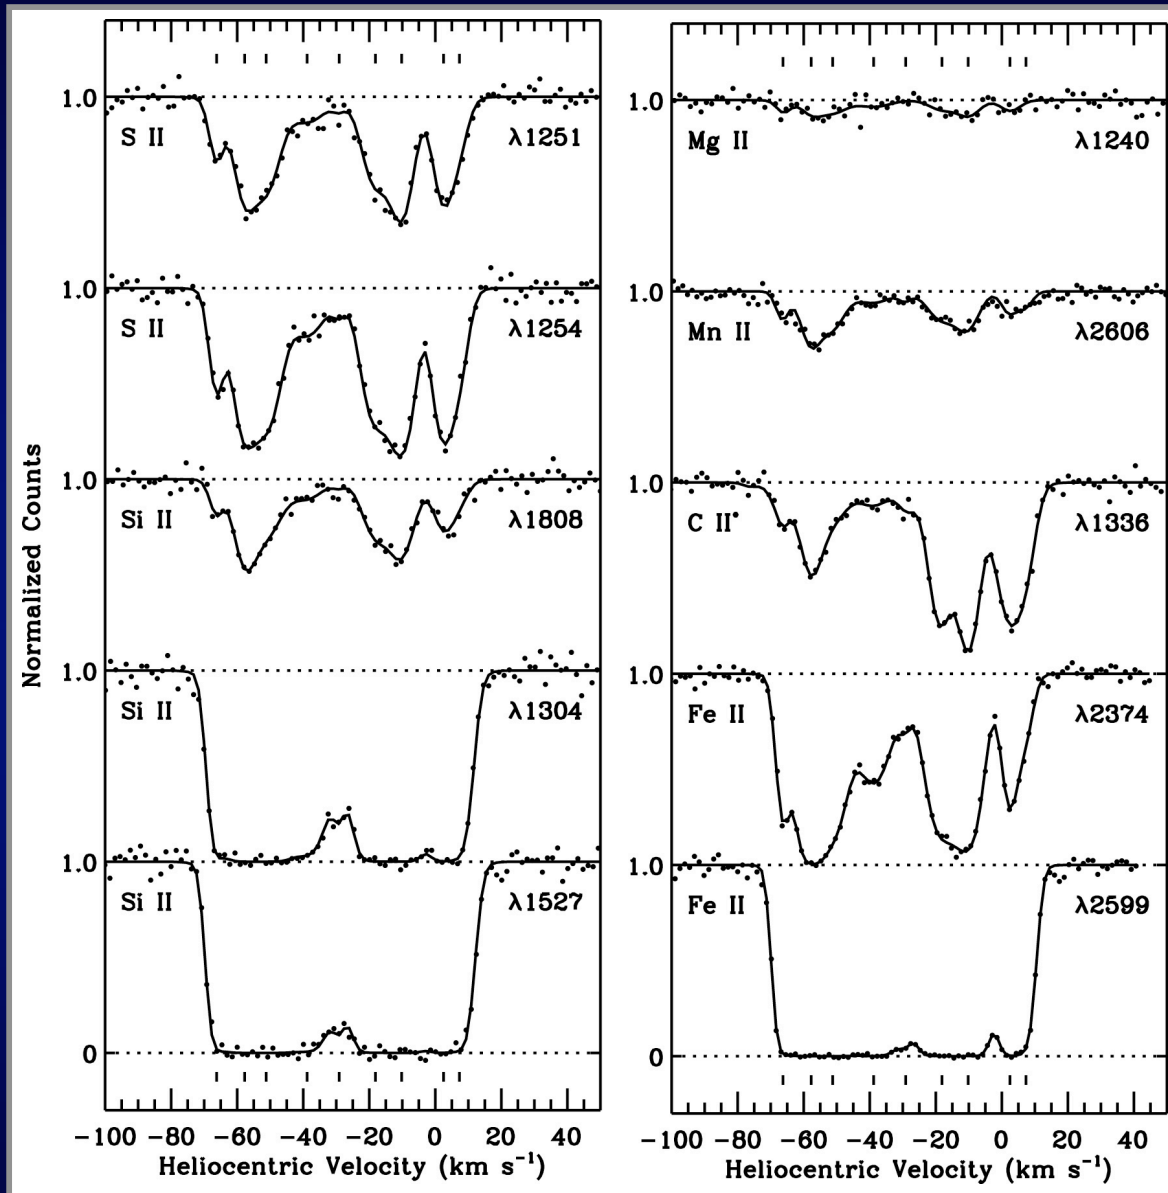 Normalized Counts
1.0
S II λ1251
1.0
S II λ1254
1.0
Si II λ1808
1.0
Si II λ1304
1.0
Si II λ1527
0
-100 -80 -60 -40 -20 0 20 40
Heliocentric Velocity (km s⁻¹)
1.0
Mg II λ1240
1.0
Mn II λ2606
1.0
C II* λ1336
1.0
Fe II λ2374
1.0
Fe II λ2599
0
-100 -80 -60 -40 -20 0 20 40
Heliocentric Velocity (km s⁻¹)